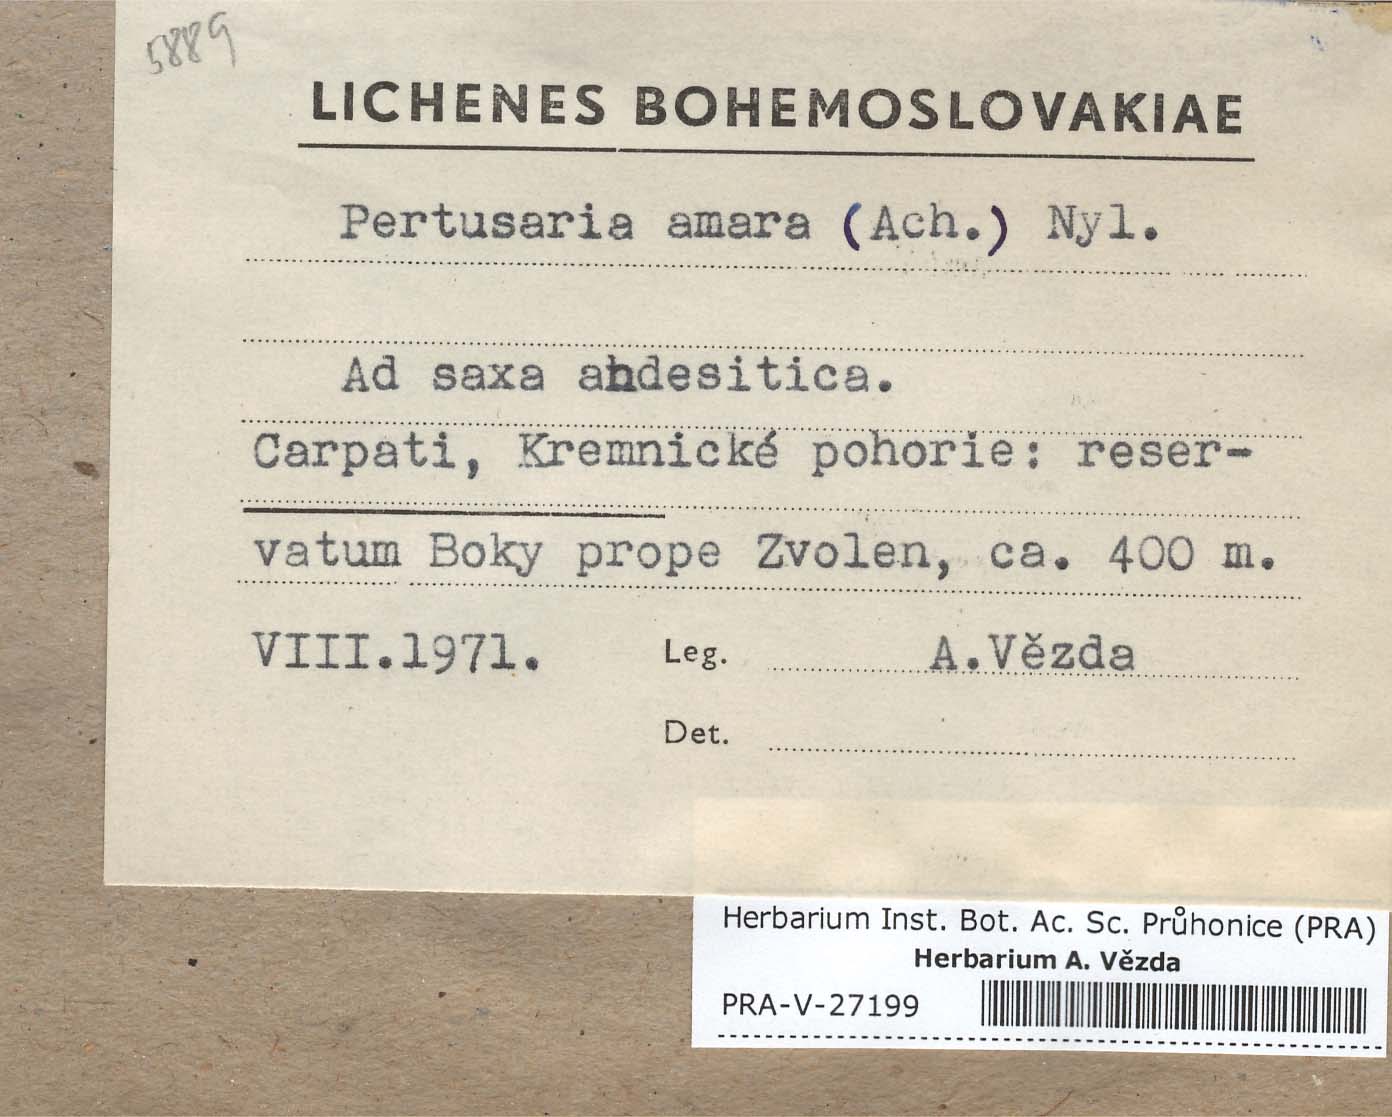 5889
LICHENES BOHEMOSLOVAKIAE
Pertusaria amara (Ach.) Nyl.
Ad saxa andesitica.
Carpati, Kremnické pohorie: reser-
vatum Boky prope Zvolen, ca. 400 m.
VIII.1971. Leg. A.Vězda
Det.
Herbarium Inst. Bot. Ac. Sc. Průhonice (PRA)
Herbarium A. Vězda
PRA-V-27199